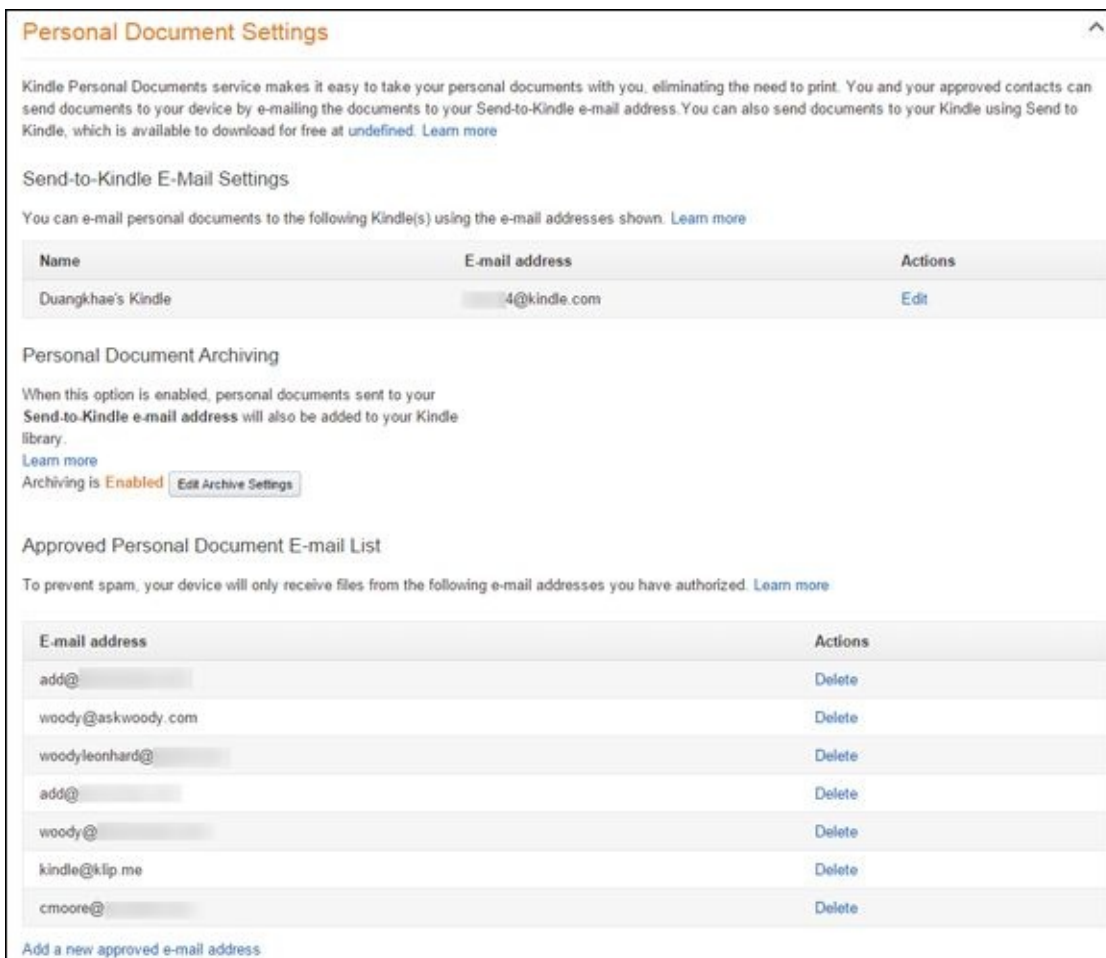 Personal Document Settings
Kindle Personal Documents service makes it easy to take your personal documents with you, eliminating the need to print. You and your approved contacts can
send documents to your device by e-mailing the documents to your Send-to-Kindle e-mail address.You can also send documents to your Kindle using Send to
Kindle, which is available to download for free at undefined. Learn more
Send-to-Kindle E-Mail Settings
You can e-mail personal documents to the following Kindle(s) using the e-mail addresses shown. Learn more
Name E-mail address Actions
Duangkhae's Kindle 4@kindle.com Edit
Personal Document Archiving
When this option is enabled, personal documents sent to your
Send-to-Kindle e-mail address will also be added to your Kindle
library.
Learn more
Archiving is Enabled Edit Archive Settings
Approved Personal Document E-mail List
To prevent spam, your device will only receive files from the following e-mail addresses you have authorized. Learn more
E-mail address Actions
add@ Delete
woody@askwoody.com Delete
woodyleonhard@ Delete
add@ Delete
woody@ Delete
kindle@klip.me Delete
cmoore@ Delete
Add a new approved e-mail address